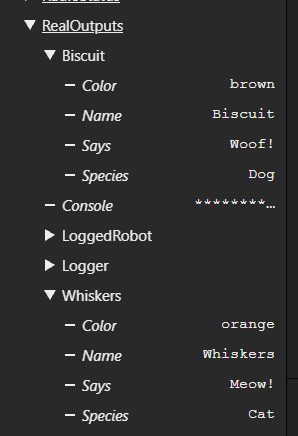 RealOutputs
Biscuit
Color brown
Name Biscuit
Says Woof!
Species Dog
Console ********…
LoggedRobot
Logger
Whiskers
Color orange
Name Whiskers
Says Meow!
Species Cat